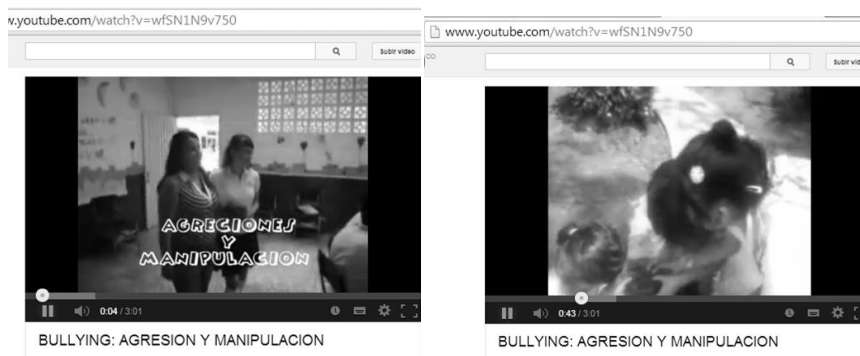 w.youtube.com/watch?v=wfSN1N9v750
Subir video
AGRECIONES
Y
MANIPULACION
0:04 / 3:01
BULLYING: AGRESION Y MANIPULACION
www.youtube.com/watch?v=wfSN1N9v750
CO
Subir vid
0:43 / 3:01
BULLYING: AGRESION Y MANIPULACION